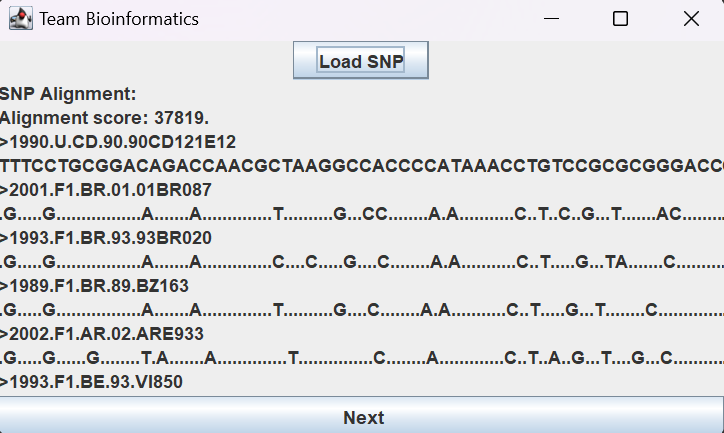 Team Bioinformatics
Load SNP
SNP Alignment:
Alignment score: 37819.
>1990.U.CD.90.90CD121E12
TTTCCTGCGGACAGACCAACGCTAAGGCCACCCCATAAACCTGTCCGCGCGGGACC
>2001.F1.BR.01.01BR087
.G.....G...............A......A.............T.........G...CC.......A.A..........C..T..C..G...T.......AC........
>1993.F1.BR.93.93BR020
.G.....G...............A......A.............C....C.....G....C.......A.A..........C..T.....G...TA.......C.........
>1989.F1.BR.89.BZ163
.G.....G...............A......A.............T.........G....C.......A.A..........C..T.....G...T........C...........
>2002.F1.AR.02.ARE933
.G.....G......G........T.A.......A.............T..............C........A............C..T..A..G...T....G...C.........
>1993.F1.BE.93.VI850
Next